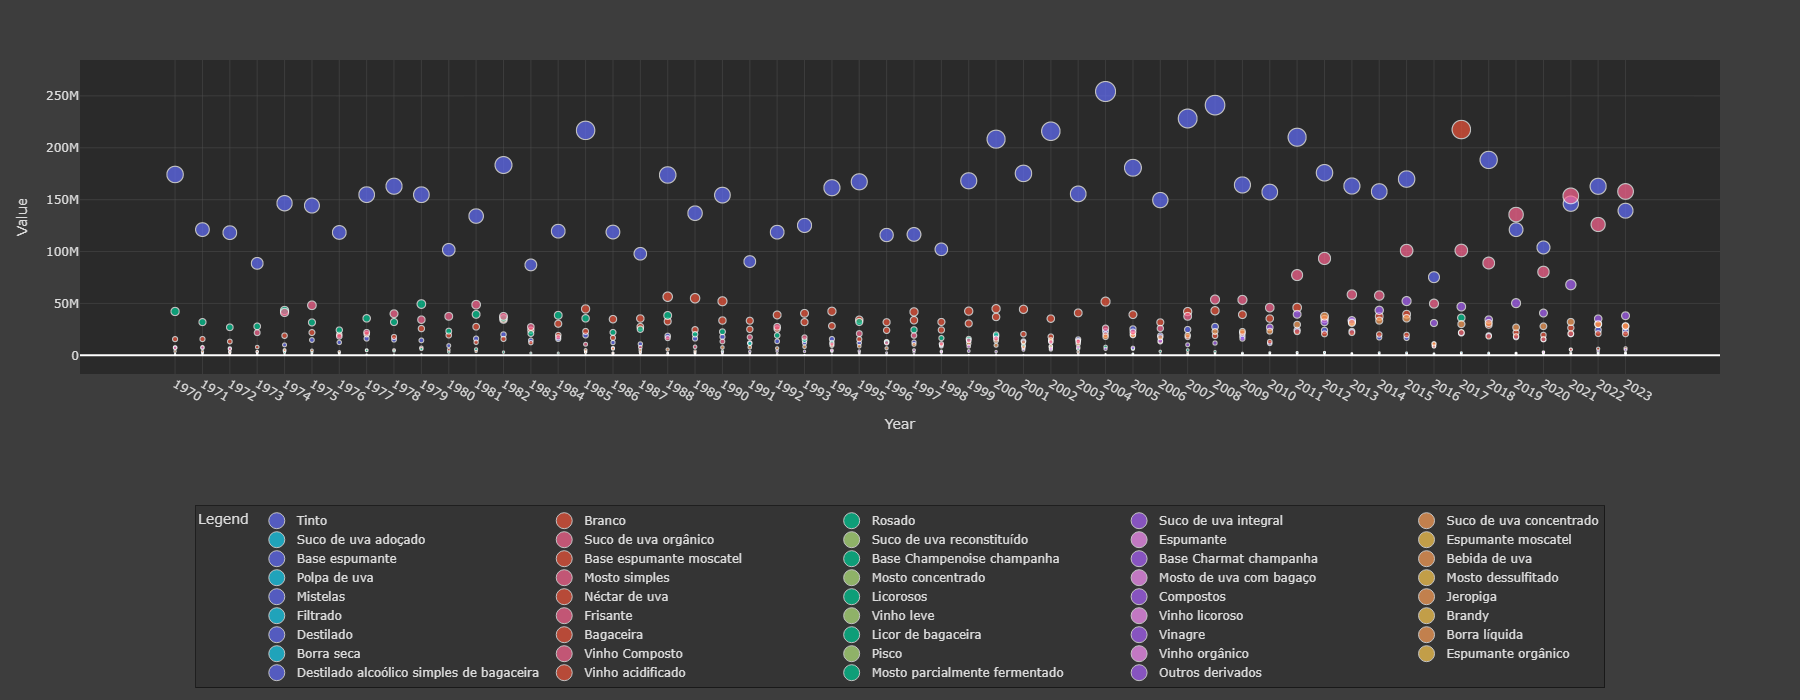 250M
200M
150M
100M
50M
0
Value
1970 1971 1972 1973 1974 1975 1976 1977 1978 1979 1980 1981 1982 1983 1984 1985 1986 1987 1988 1989 1990 1991 1992 1993 1994 1995 1996 1997 1998 1999 2000 2001 2002 2003 2004 2005 2006 2007 2008 2009 2010 2011 2012 2013 2014 2015 2016 2017 2018 2019 2020 2021 2022 2023
Year
Legend
Tinto Branco Rosado Suco de uva integral Suco de uva concentrado
Suco de uva adoçado Suco de uva orgânico Suco de uva reconstituído Espumante Espumante moscatel
Base espumante Base espumante moscatel Base Champenoise champanha Base Charmat champanha Bebida de uva
Polpa de uva Mosto simples Mosto concentrado Mosto de uva com bagaço Mosto dessulfitado
Mistelas Néctar de uva Licorosos Compostos Jeropiga
Filtrado Frisante Vinho leve Vinho licoroso Brandy
Destilado Bagaceira Licor de bagaceira Vinagre Borra líquida
Borra seca Vinho Composto Pisco Vinho orgânico Espumante orgânico
Destilado alcoólico simples de bagaceira Vinho acidificado Mosto parcialmente fermentado Outros derivados